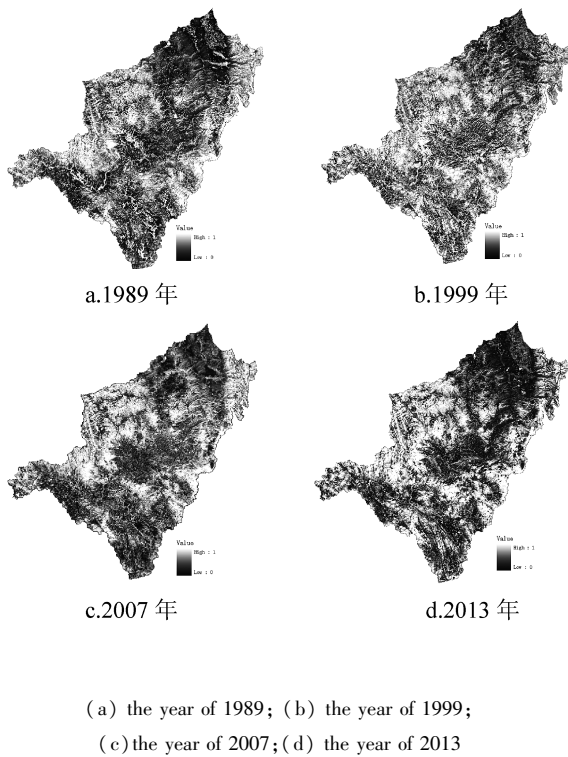 Value
High : 1
Low : 0
a.1989 年
Value
High : 1
Low : 0
b.1999 年
Value
High : 1
Low : 0
c.2007 年
Value
High : 1
Low : 0
d.2013 年
(a) the year of 1989; (b) the year of 1999;
(c)the year of 2007;(d) the year of 2013